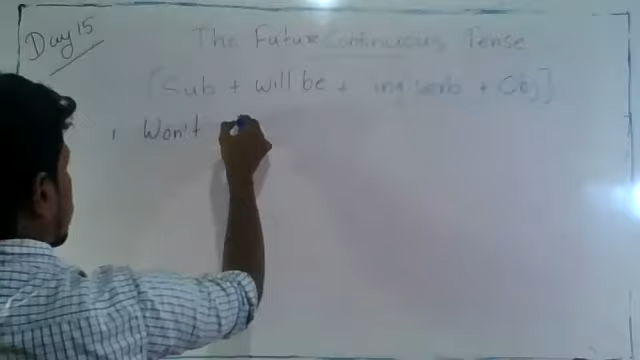 Day 15
The Future Continuous Tense
[Sub + will be + ing verb + Obj]
1 Won't